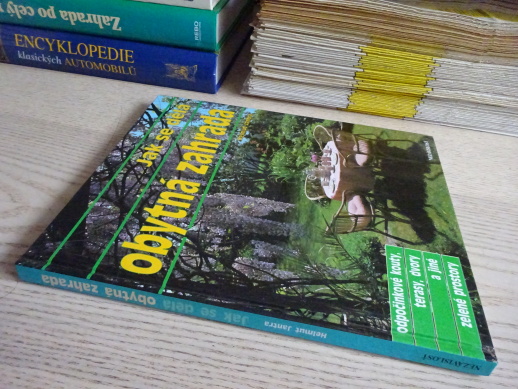 Zahrada po celý
ENCYKLOPEDIE
klasických AUTOMOBILŮ
Jak se dělá
obytná zahrada
odpočinkové kouty,
terasy, dvory
a jiné
zelené prostory
Jak se dělá obytná zahrada
Helmut Jantra
NEZÁVISLOST